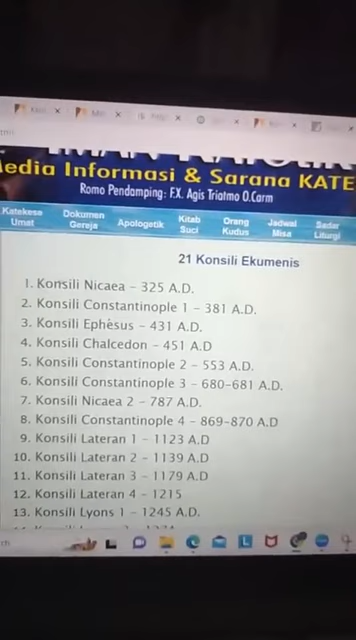 IMAN KATOLIK
Media Informasi & Sarana KATE
Romo Pendamping: F.X. Agis Triatmo O.Carm
Katekese Umat
Dokumen Gereja
Apologetik
Kitab Suci
Orang Kudus
Jadwal Misa
Sadar Liturgi
21 Konsili Ekumenis
1. Konsili Nicaea - 325 A.D.
2. Konsili Constantinople 1 - 381 A.D.
3. Konsili Ephesus - 431 A.D.
4. Konsili Chalcedon - 451 A.D
5. Konsili Constantinople 2 - 553 A.D.
6. Konsili Constantinople 3 - 680-681 A.D.
7. Konsili Nicaea 2 - 787 A.D.
8. Konsili Constantinople 4 - 869-870 A.D
9. Konsili Lateran 1 - 1123 A.D
10. Konsili Lateran 2 - 1139 A.D
11. Konsili Lateran 3 - 1179 A.D
12. Konsili Lateran 4 - 1215
13. Konsili Lyons 1 - 1245 A.D.